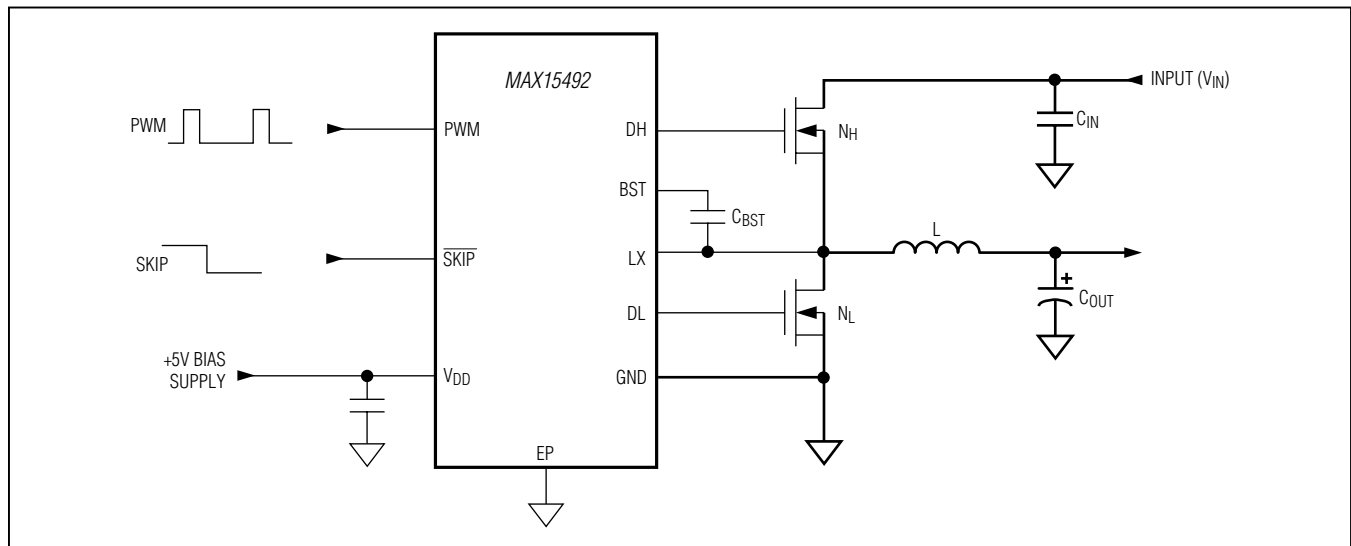 MAX15492
PWM
PWM
SKIP
SKIP
+5V BIAS
SUPPLY
VDD
EP
DH
BST
LX
DL
GND
CBST
NH
NL
INPUT (VIN)
CIN
L
+
COUT